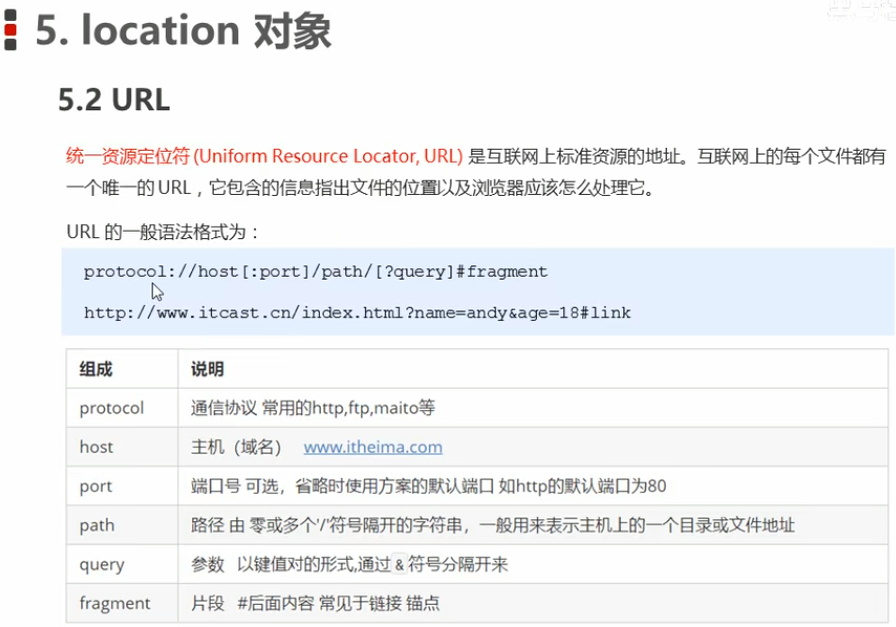 5. location 对象
5.2 URL
统一资源定位符 (Uniform Resource Locator, URL) 是互联网上标准资源的地址。互联网上的每个文件都有
一个唯一的 URL，它包含的信息指出文件的位置以及浏览器应该怎么处理它。
URL 的一般语法格式为：
protocol://host[:port]/path/[?query]#fragment
http://www.itcast.cn/index.html?name=andy&age=18#link
组成 说明
protocol 通信协议 常用的http,ftp,maito等
host 主机（域名） www.itheima.com
port 端口号 可选，省略时使用方案的默认端口 如http的默认端口为80
path 路径 由 零或多个'/'符号隔开的字符串，一般用来表示主机上的一个目录或文件地址
query 参数 以键值对的形式,通过 & 符号分隔开来
fragment 片段 #后面内容 常见于链接 锚点